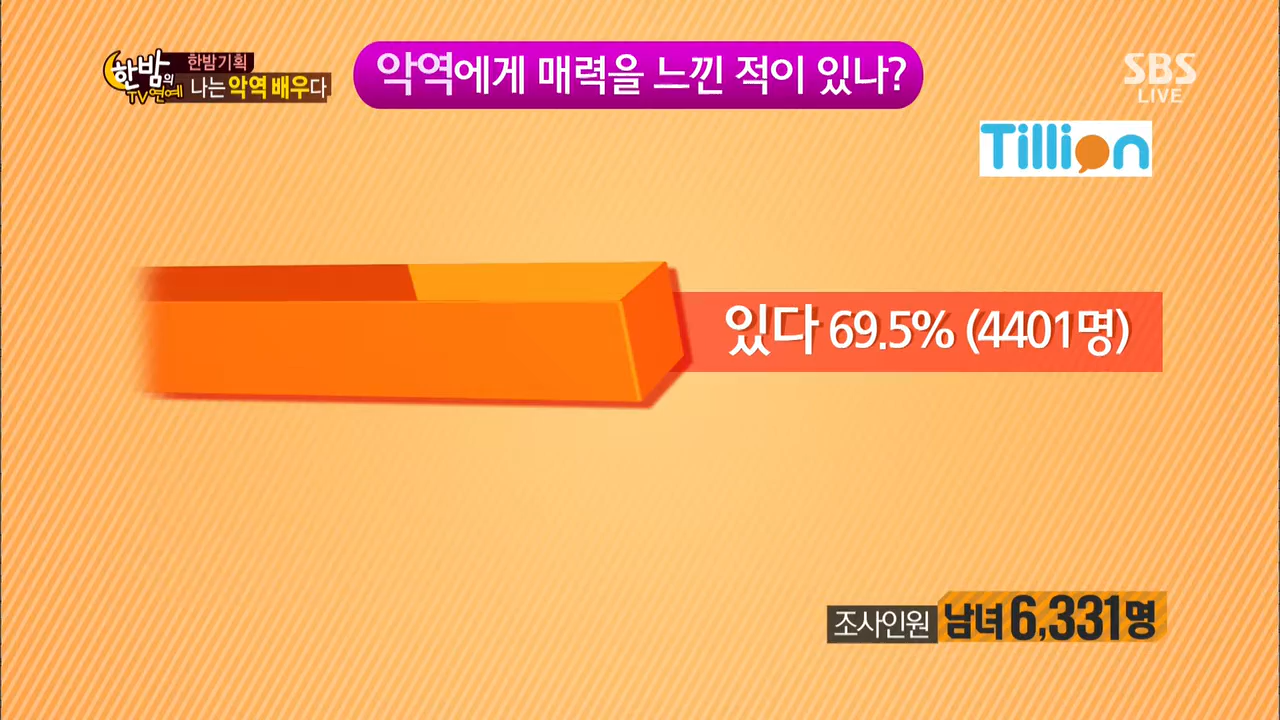 한밤의
TV연예
한밤기획
나는 악역 배우다
악역에게 매력을 느낀 적이 있나?
SBS
LIVE
Tillion
있다 69.5% (4401명)
조사인원 남녀 6,331명